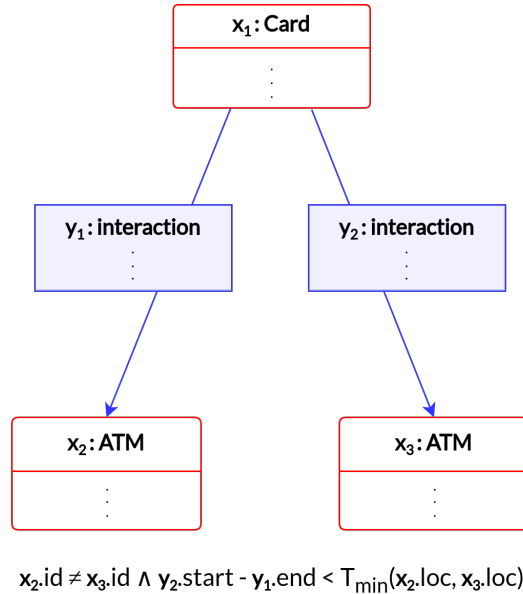 x₁: Card
y₁: interaction
y₂: interaction
x₂: ATM
x₃: ATM
x₂.id ≠ x₃.id ∧ y₂.start - y₁.end < Tmin(x₂.loc, x₃.loc)